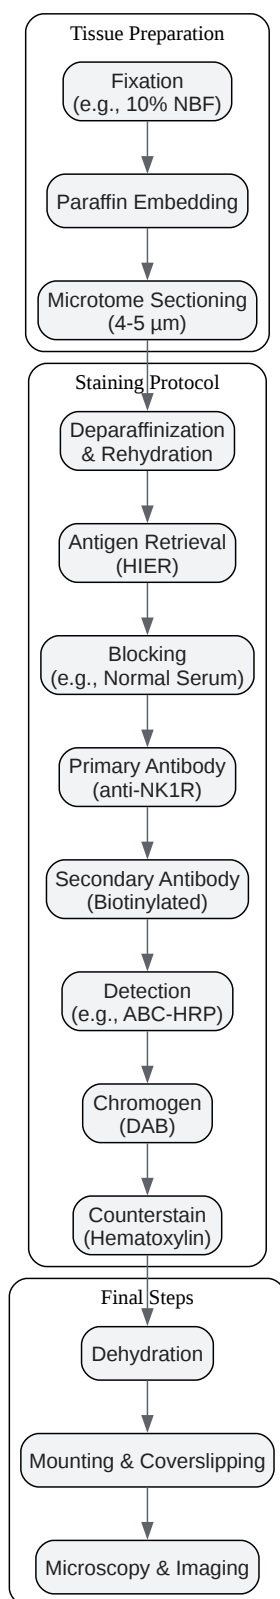 Tissue Preparation
Fixation
(e.g., 10% NBF)
Paraffin Embedding
Microtome Sectioning
(4-5 µm)
Staining Protocol
Deparaffinization
& Rehydration
Antigen Retrieval
(HIER)
Blocking
(e.g., Normal Serum)
Primary Antibody
(anti-NK1R)
Secondary Antibody
(Biotinylated)
Detection
(e.g., ABC-HRP)
Chromogen
(DAB)
Counterstain
(Hematoxylin)
Final Steps
Dehydration
Mounting & Coverslipping
Microscopy & Imaging